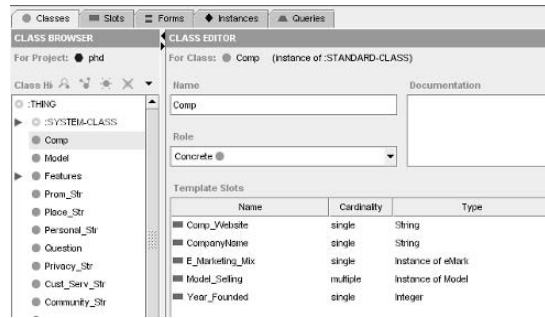 Classes Slots Forms Instances Queries
CLASS BROWSER
For Project: phd
Class Hi
:THING
:SYSTEM-CLASS
Comp
Model
Features
Prom_Str
Place_Str
Personal_Str
Question
Privacy_Str
Cust_Serv_Str
Community_Str
CLASS EDITOR
For Class: Comp (instance of :STANDARD-CLASS)
Name Documentation
Comp
Role
Concrete
Template Slots
Name Cardinality Type
Comp_Website single String
CompanyName single String
E_Marketing_Mix single Instance of eMark
Model_Selling multiple Instance of Model
Year_Founded single Integer